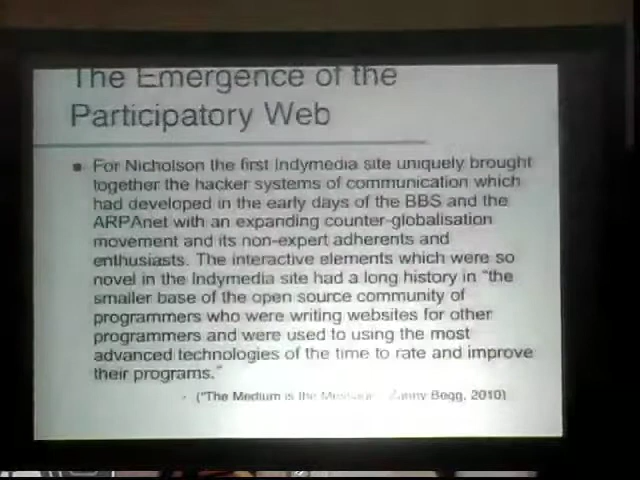 The Emergence of the
Participatory Web
For Nicholson the first Indymedia site uniquely brought
together the hacker systems of communication which
had developed in the early days of the BBS and the
ARPAnet with an expanding counter-globalisation
movement and its non-expert adherents and
enthusiasts. The interactive elements which were so
novel in the Indymedia site had a long history in "the
smaller base of the open source community of
programmers who were writing websites for other
programmers and were used to using the most
advanced technologies of the time to rate and improve
their programs."
("The Medium is the Begg, 2010)